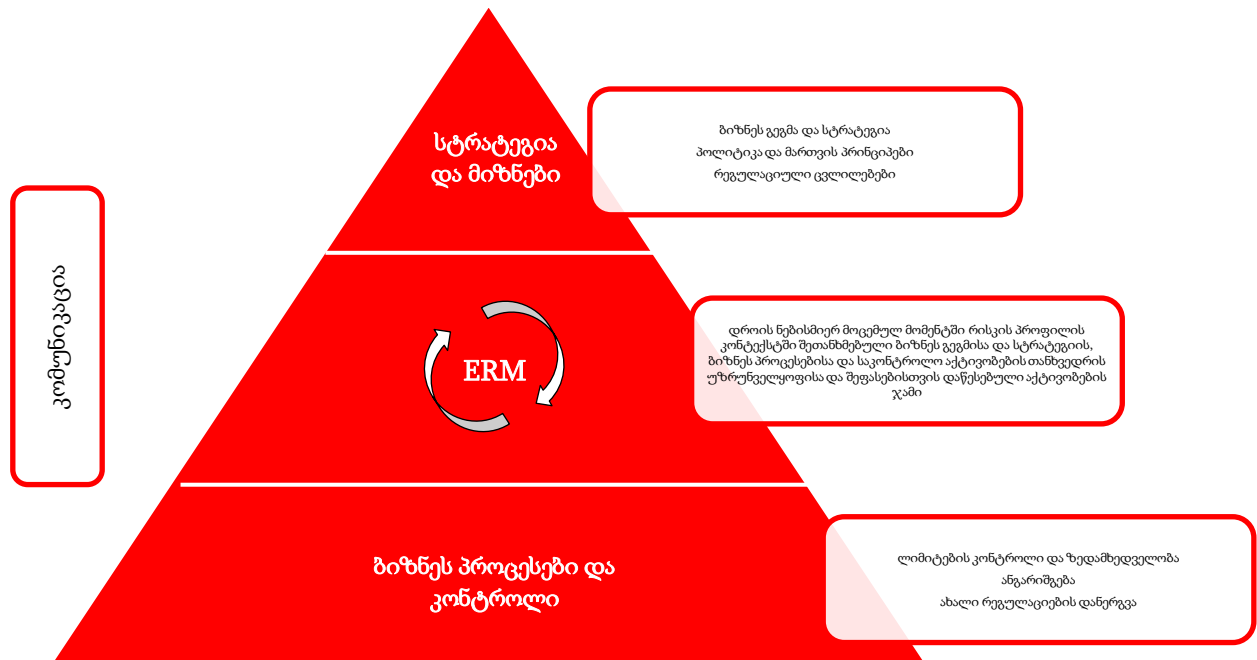 სტრატეგია
და მიზნები
ბიზნეს გეგმა და სტრატეგია
პოლიტიკა და მართვის პრინციპები
რეგულაციული ცვლილებები
კომუნიკაცია
ERM
დროის ნებისმიერ მოცემულ მომენტში რისკის პროფილის
კონტექსტში შეთანხმებული ბიზნეს გეგმისა და სტრატეგიის,
ბიზნეს პროცესებისა და საკონტროლო აქტივობების თანხვედრის
უზრუნველყოფისა და შეფასებისთვის დაწესებული აქტივობების
ჯამი
ბიზნეს პროცესები და
კონტროლი
ლიმიტების კონტროლი და ზედამხედველობა
ანგარიშგება
ახალი რეგულაციების დანერგვა